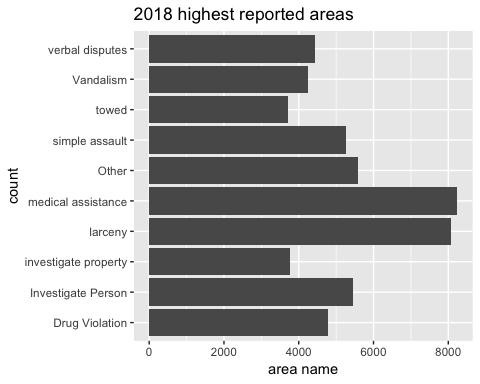 2018 highest reported areas
verbal disputes
Vandalism
towed
simple assault
Other
medical assistance
larceny
investigate property
Investigate Person
Drug Violation
count
0 2000 4000 6000 8000
area name